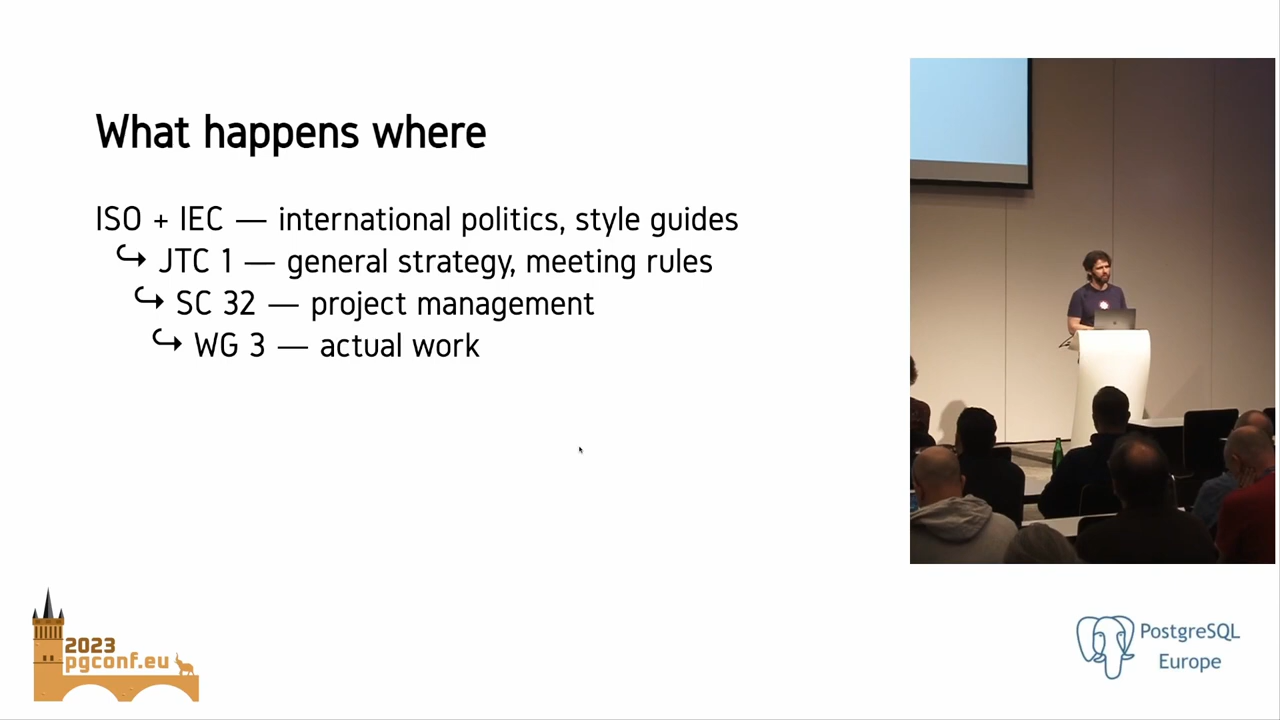 What happens where
ISO + IEC — international politics, style guides
↪ JTC 1 — general strategy, meeting rules
↪ SC 32 — project management
↪ WG 3 — actual work
2023
pgconf.eu
PostgreSQL
Europe